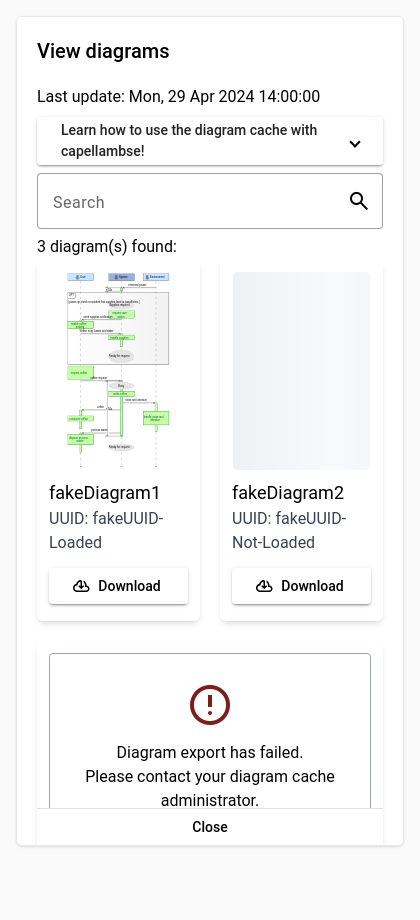 View diagrams
Last update: Mon, 29 Apr 2024 14:00:00
Learn how to use the diagram cache with
capellambse!
Search
3 diagram(s) found:
fakeDiagram1
UUID: fakeUUID-
Loaded
Download
fakeDiagram2
UUID: fakeUUID-
Not-Loaded
Download
Diagram export has failed.
Please contact your diagram cache
administrator.
Close